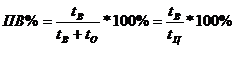 ПВ% = t_В / (t_В + t_О) * 100% = t_В / t_Ц * 100%